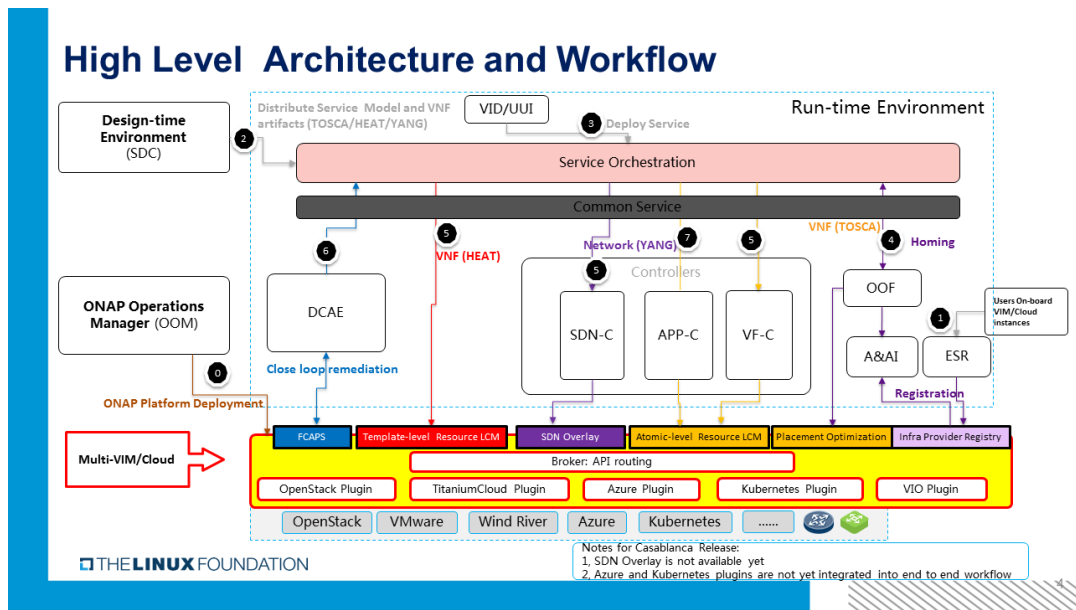 High Level Architecture and Workflow
Design-time
Environment
(SDC)
2
Distribute Service Model and VNF
artifacts (TOSCA/HEAT/YANG)
VID/UUI
3
Deploy Service
Run-time Environment
Service Orchestration
Common Service
6
5
VNF (HEAT)
Network (YANG)
5
7
5
VNF (TOSCA)
4
Homing
Controllers
ONAP Operations
Manager (OOM)
DCAE
SDN-C
APP-C
VF-C
OOF
A&AI
ESR
1
Users On-board
VIM/Cloud
instances
0
Close loop remediation
ONAP Platform Deployment
Registration
Multi-VIM/Cloud
FCAPS
Template-level Resource LCM
SDN Overlay
Atomic-level Resource LCM
Placement Optimization
Infra Provider Registry
Broker: API routing
OpenStack Plugin
TitaniumCloud Plugin
Azure Plugin
Kubernetes Plugin
VIO Plugin
OpenStack
VMware
Wind River
Azure
Kubernetes
......
THE LINUX FOUNDATION
Notes for Casablanca Release:
1, SDN Overlay is not available yet
2, Azure and Kubernetes plugins are not yet integrated into end to end workflow
4